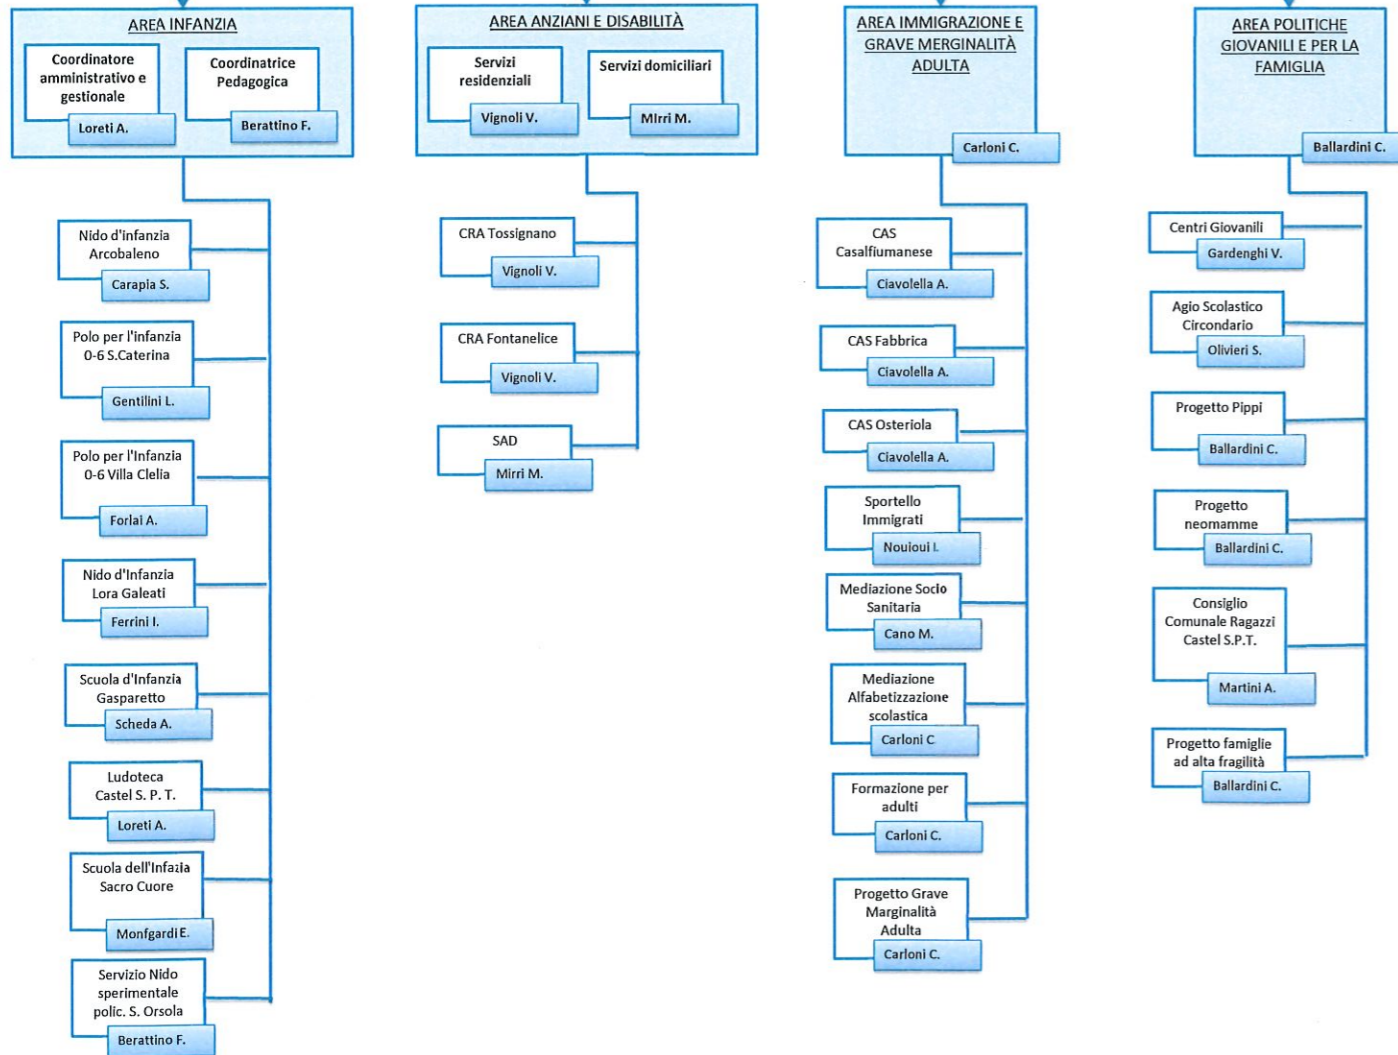 AREA INFANZIA
Coordinatore
amministrativo e
gestionale
Loreti A.
Coordinatrice
Pedagogica
Berattino F.
Nido d'infanzia
Arcobaleno
Carapia S.
Polo per l'infanzia
0-6 S.Caterina
Gentilini L.
Polo per l'Infanzia
0-6 Villa Clelia
Forlai A.
Nido d'Infanzia
Lora Galeati
Ferrini I.
Scuola d'Infanzia
Gasparetto
Scheda A.
Ludoteca
Castel S. P. T.
Loreti A.
Scuola dell'Infazia
Sacro Cuore
Monfgardi E.
Servizio Nido
sperimentale
polic. S. Orsola
Berattino F.
AREA ANZIANI E DISABILITÀ
Servizi
residenziali
Vignoli V.
Servizi domiciliari
MIrri M.
CRA Tossignano
Vignoli V.
CRA Fontanelice
Vignoli V.
SAD
Mirri M.
AREA IMMIGRAZIONE E
GRAVE MERGINALITÀ
ADULTA
Carloni C.
CAS
Casalfiumanese
Ciavolella A.
CAS Fabbrica
Ciavolella A.
CAS Osteriola
Ciavolella A.
Sportello
Immigrati
Nouioui I.
Mediazione Socio
Sanitaria
Cano M.
Mediazione
Alfabetizzazione
scolastica
Carloni C
Formazione per
adulti
Carloni C.
Progetto Grave
Marginalità
Adulta
Carloni C.
AREA POLITICHE
GIOVANILI E PER LA
FAMIGLIA
Ballardini C.
Centri Giovanili
Gardenghi V.
Agio Scolastico
Circondario
Olivieri S.
Progetto Pippi
Ballardini C.
Progetto
neomamme
Ballardini C.
Consiglio
Comunale Ragazzi
Castel S.P.T.
Martini A.
Progetto famiglie
ad alta fragilità
Ballardini C.